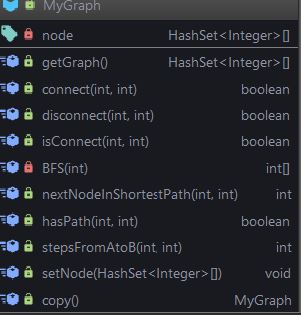 MyGraph
node HashSet<Integer>[]
getGraph() HashSet<Integer>[]
connect(int, int) boolean
disconnect(int, int) boolean
isConnect(int, int) boolean
BFS(int) int[]
nextNodeInShortestPath(int, int) int
hasPath(int, int) boolean
stepsFromAtoB(int, int) int
setNode(HashSet<Integer>[]) void
copy() MyGraph